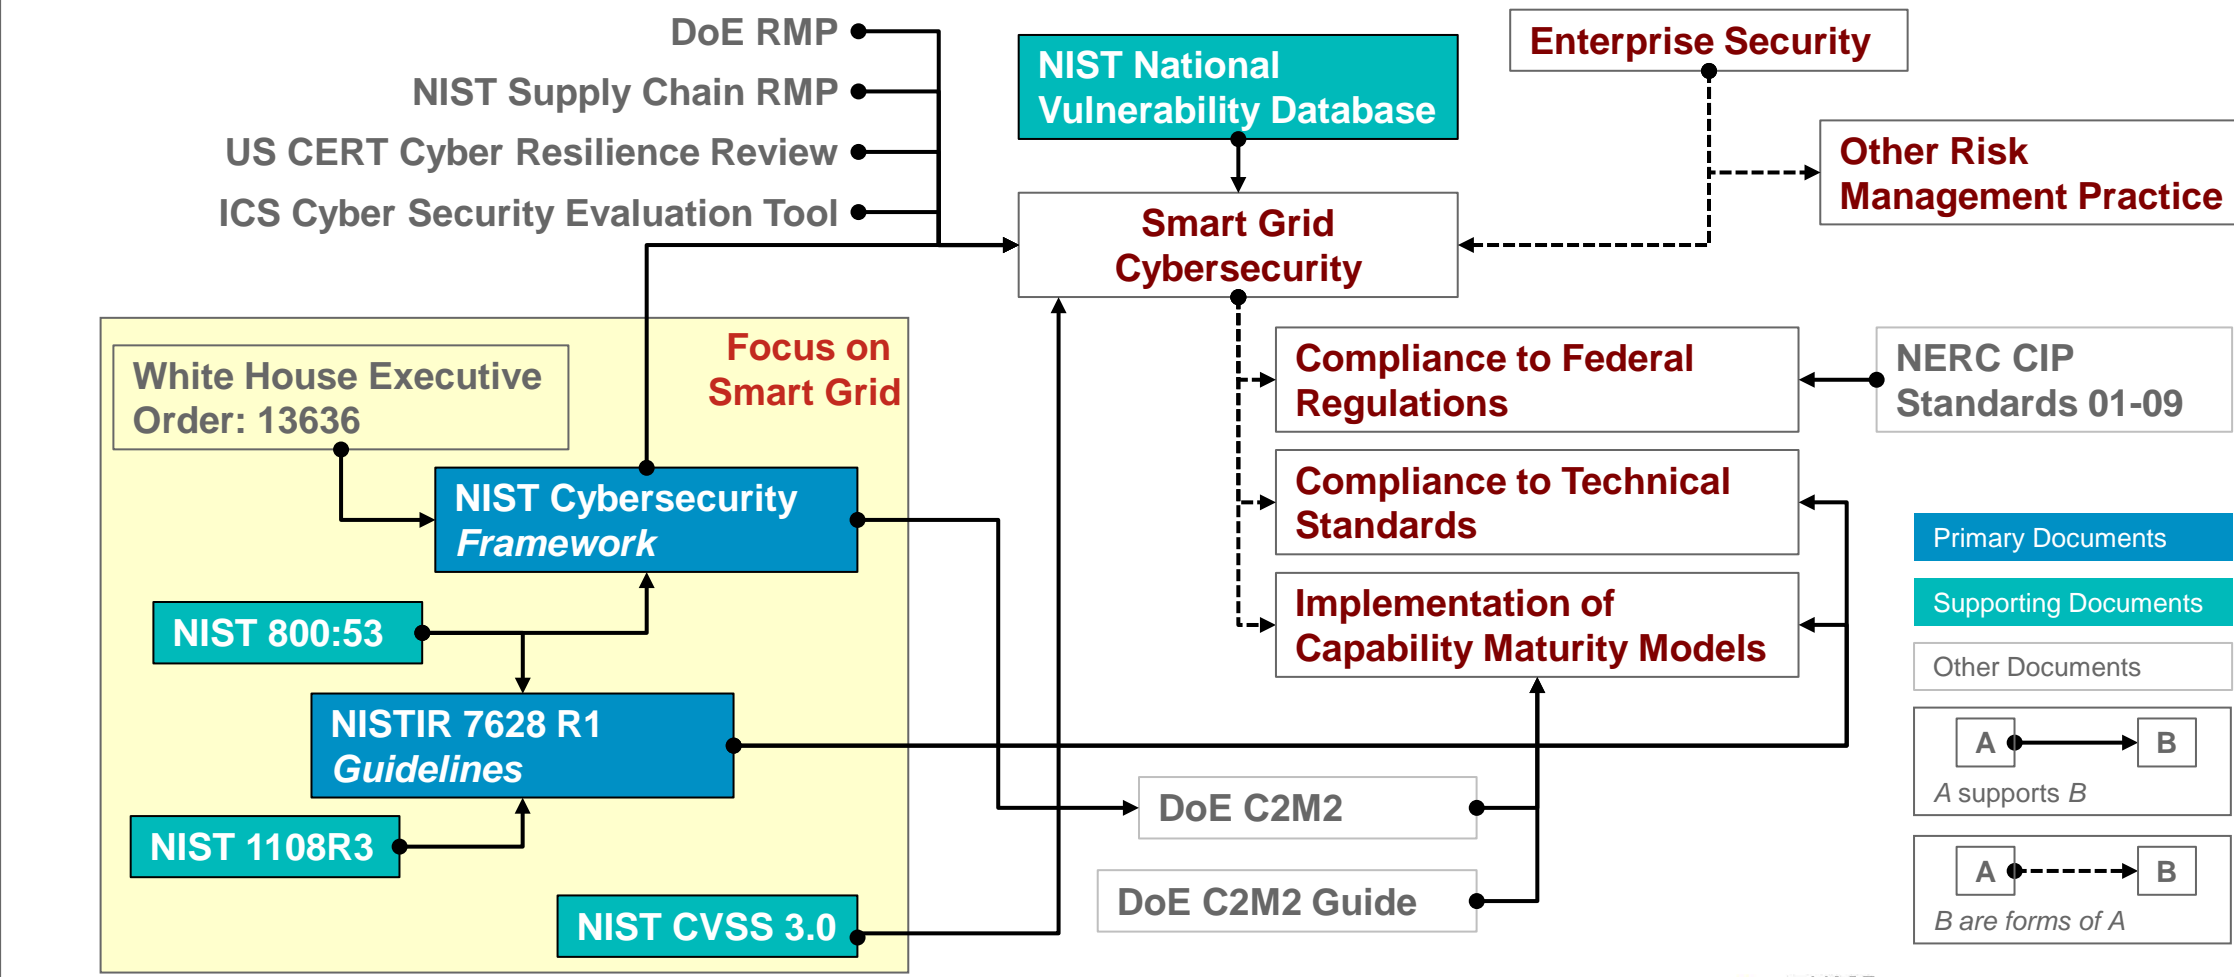 DoE RMP
NIST Supply Chain RMP
US CERT Cyber Resilience Review
ICS Cyber Security Evaluation Tool
NIST National
Vulnerability Database
Enterprise Security
Other Risk
Management Practice
Smart Grid
Cybersecurity
Focus on
Smart Grid
White House Executive
Order: 13636
NIST Cybersecurity
Framework
NIST 800:53
NISTIR 7628 R1
Guidelines
NIST 1108R3
NIST CVSS 3.0
Compliance to Federal
Regulations
NERC CIP
Standards 01-09
Compliance to Technical
Standards
Implementation of
Capability Maturity Models
DoE C2M2
DoE C2M2 Guide
Primary Documents
Supporting Documents
Other Documents
A B
A supports B
A B
B are forms of A